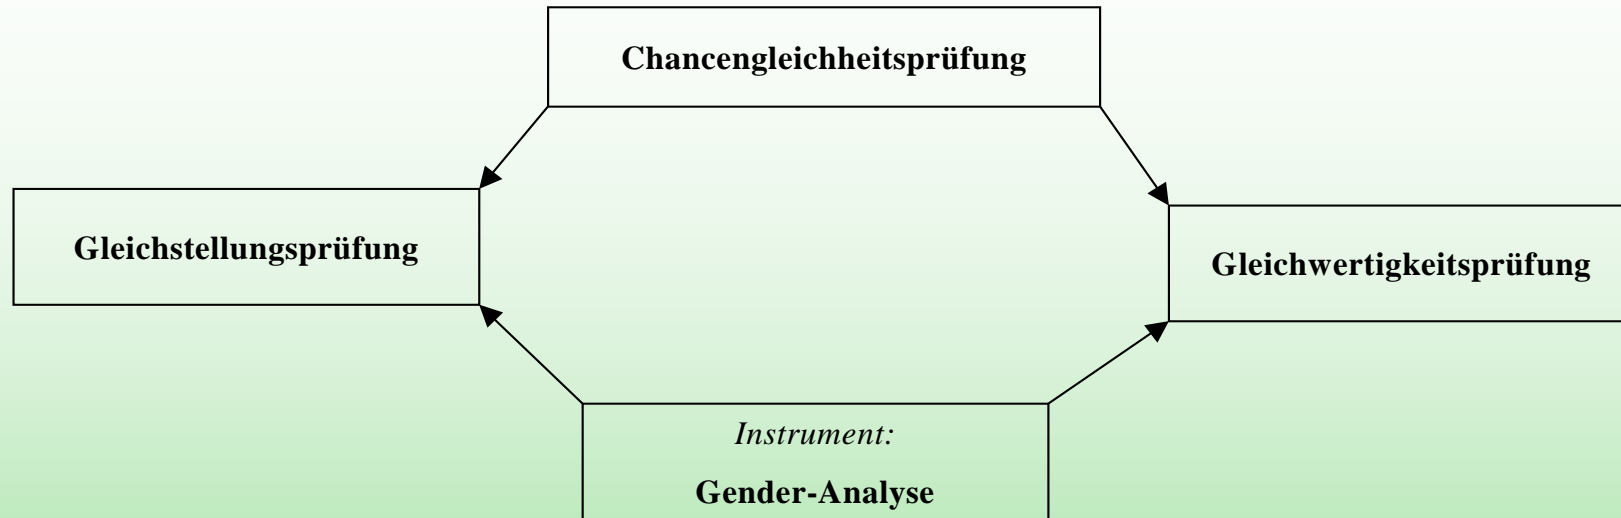 Chancengleichheitsprüfung
Gleichstellungsprüfung
Gleichwertigkeitsprüfung
Instrument:
Gender-Analyse